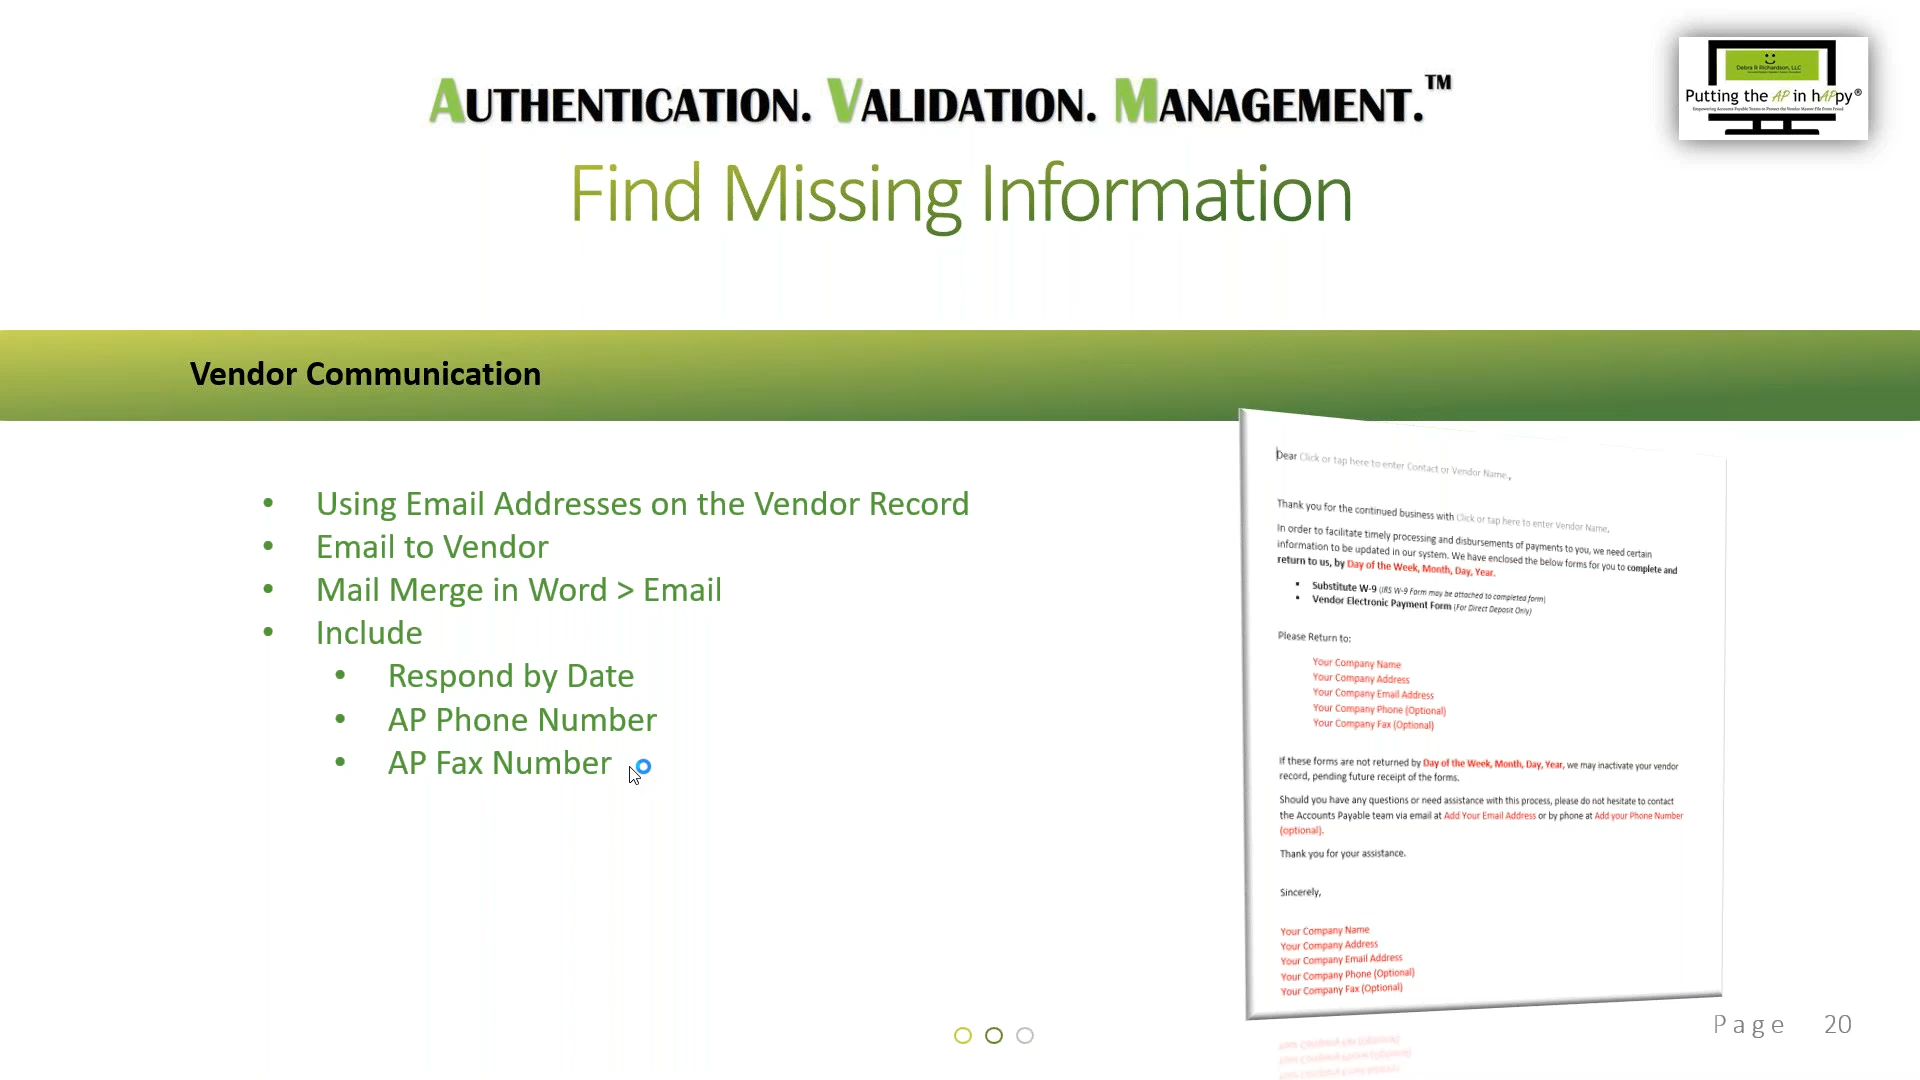 AUTHENTICATION. VALIDATION. MANAGEMENT.™
Debra R Richardson, LLC
Putting the AP in hAPpy®
Find Missing Information
Vendor Communication
• Using Email Addresses on the Vendor Record
• Email to Vendor
• Mail Merge in Word > Email
• Include
• Respond by Date
• AP Phone Number
• AP Fax Number
Dear Click or tap here to enter Contact or Vendor Name.,
Thank you for the continued business with Click or tap here to enter Vendor Name.
In order to facilitate timely processing and disbursements of payments to you, we need certain
information to be updated in our system. We have enclosed the below forms for you to complete and
return to us, by Day of the Week, Month, Day, Year.
• Substitute W-9 (IRS W-9 Form may be attached to completed form)
• Vendor Electronic Payment Form (For Direct Deposit Only)
Please Return to:
Your Company Name
Your Company Address
Your Company Email Address
Your Company Phone (Optional)
Your Company Fax (Optional)
If these forms are not returned by Day of the Week, Month, Day, Year, we may inactivate your vendor
record, pending future receipt of the forms.
Should you have any questions or need assistance with this process, please do not hesitate to contact
the Accounts Payable team via email at Add Your Email Address or by phone at Add your Phone Number
(optional).
Thank you for your assistance.
Sincerely,
Your Company Name
Your Company Address
Your Company Email Address
Your Company Phone (Optional)
Your Company Fax (Optional)
Page 20